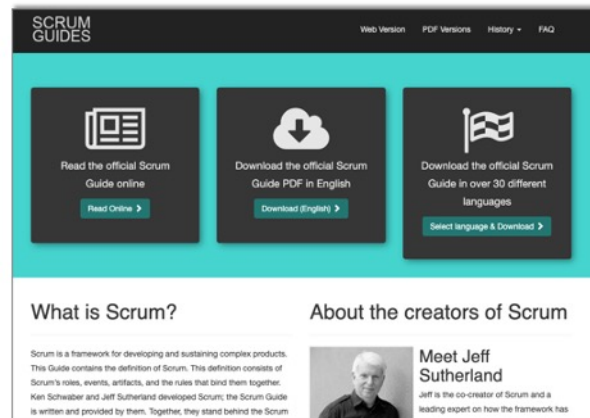 SCRUM
GUIDES
Web Version
PDF Versions
History
FAQ
Read the official Scrum
Guide online
Read Online
Download the official Scrum
Guide PDF in English
Download (English)
Download the official Scrum
Guide in over 30 different
languages
Select language & Download
What is Scrum?
Scrum is a framework for developing and sustaining complex products.
This Guide contains the definition of Scrum. This definition consists of
Scrum's roles, events, artifacts, and the rules that bind them together.
Ken Schwaber and Jeff Sutherland developed Scrum; the Scrum Guide
is written and provided by them. Together, they stand behind the Scrum
About the creators of Scrum
Meet Jeff
Sutherland
Jeff is the co-creator of Scrum and a
leading expert on how the framework has